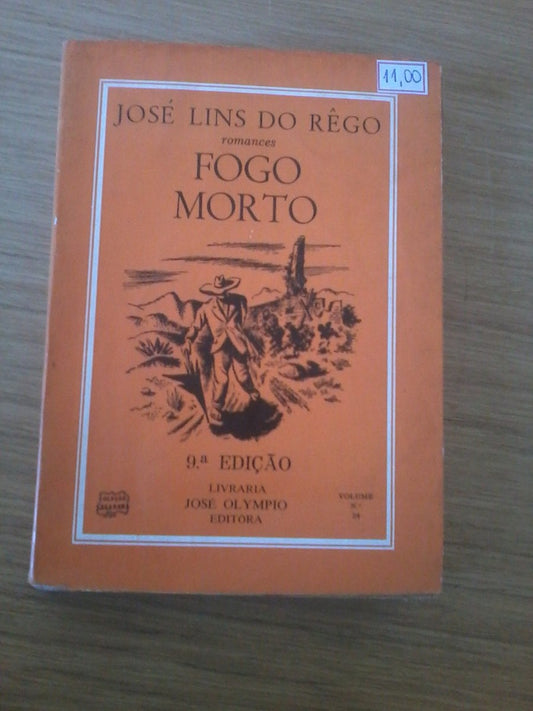 11,00
JOSÉ LINS DO RÊGO
romances
FOGO
MORTO
9.ª EDIÇÃO
LIVRARIA
JOSÉ OLYMPIO
EDITORA
VOLUME
N.º